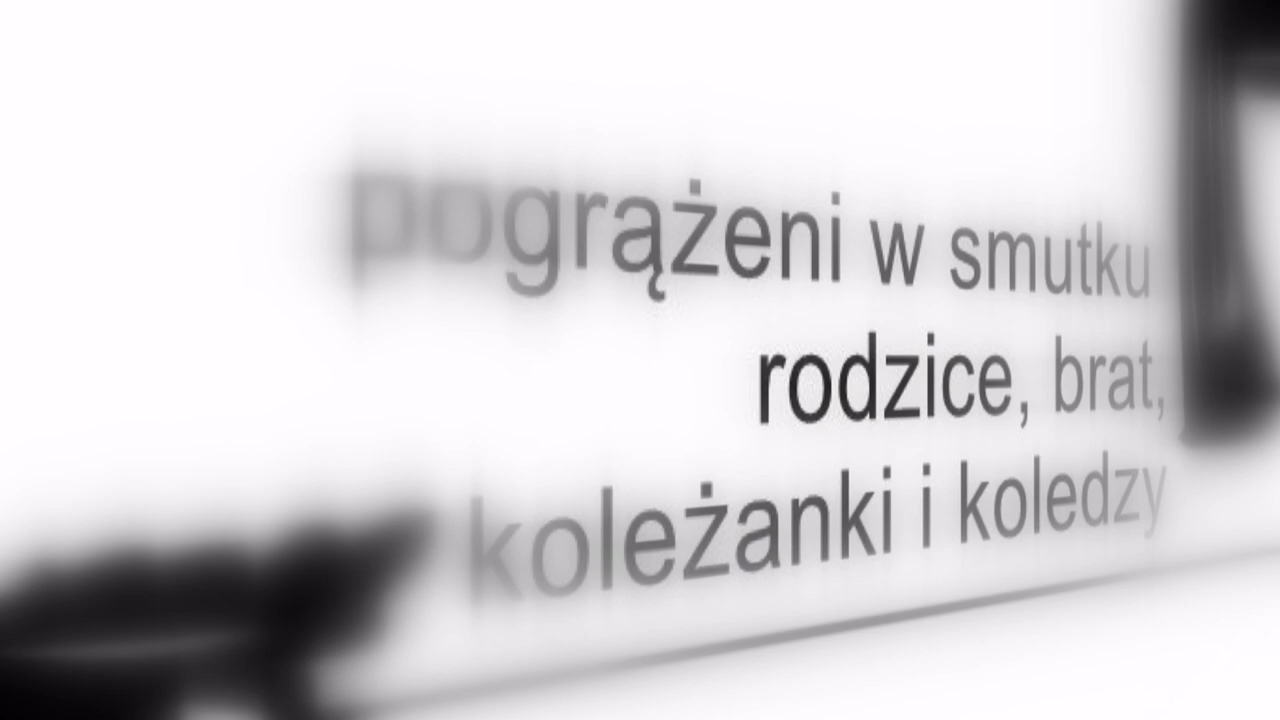 pogrążeni w smutku
rodzice, brat,
koleżanki i koledzy